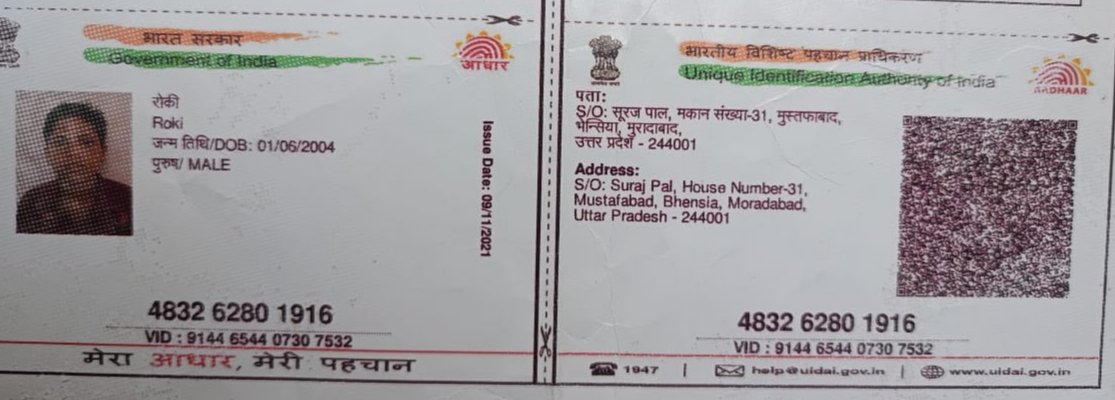 भारत सरकार
Government of India
आधार
रोकी
Roki
जन्म तिथि/DOB: 01/06/2004
पुरुष/ MALE
Issue Date: 09/11/2021
4832 6280 1916
VID : 9144 6544 0730 7532
मेरा आधार, मेरी पहचान
भारतीय विशिष्ट पहचान प्राधिकरण
Unique Identification Authority of India
AADHAAR
पता:
S/O: सूरज पाल, मकान संख्या-31, मुस्तफाबाद,
भेन्सिया, मुरादाबाद,
उत्तर प्रदेश - 244001
Address:
S/O: Suraj Pal, House Number-31,
Mustafabad, Bhensia, Moradabad,
Uttar Pradesh - 244001
4832 6280 1916
VID : 9144 6544 0730 7532
1947 | help@uidai.gov.in | www.uidai.gov.in